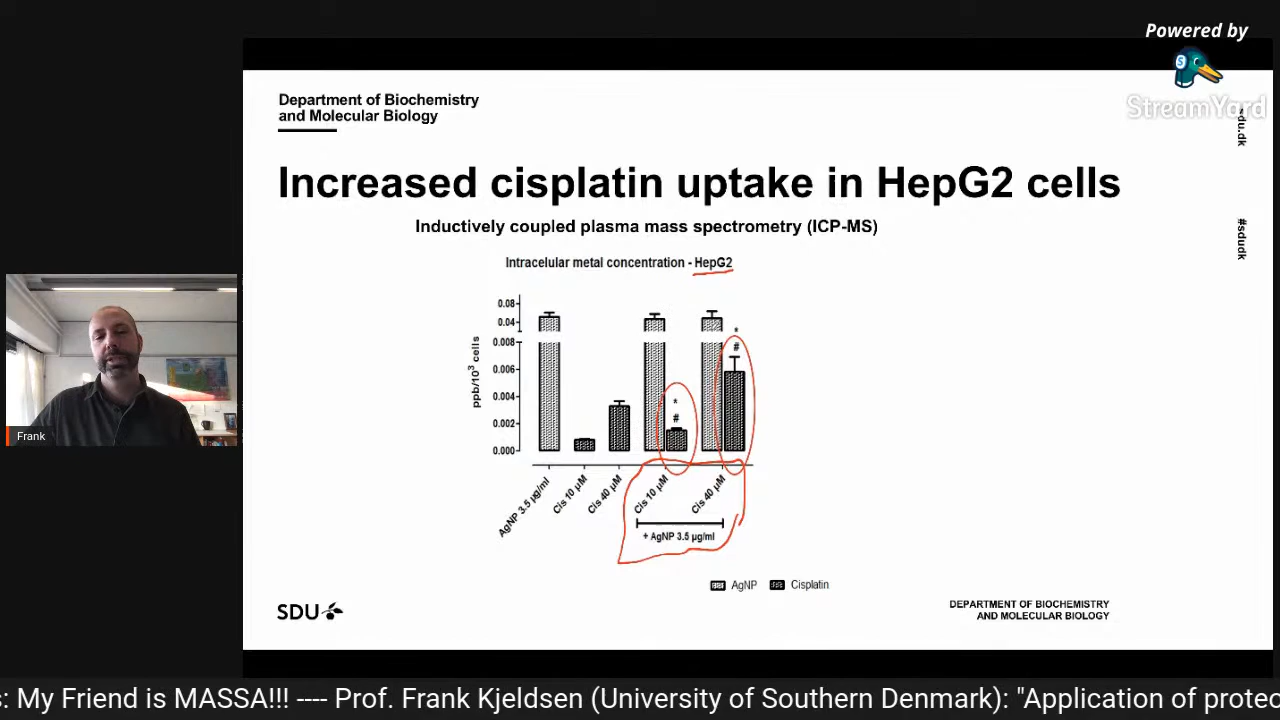 Powered by
StreamYard
Department of Biochemistry
and Molecular Biology
sdu.dk
Increased cisplatin uptake in HepG2 cells
Inductively coupled plasma mass spectrometry (ICP-MS)
#sdudk
Intracelular metal concentration - HepG2
ppb/10³ cells
0.08
0.04
0.008
0.006
0.004
0.002
0.000
*
#
*
#
AgNP 3.5 µg/ml
Cis 10 µM
Cis 40 µM
Cis 10 µM
Cis 40 µM
+ AgNP 3.5 µg/ml
AgNP
Cisplatin
Frank
SDU
DEPARTMENT OF BIOCHEMISTRY
AND MOLECULAR BIOLOGY
: My Friend is MASSA!!! ---- Prof. Frank Kjeldsen (University of Southern Denmark): "Application of